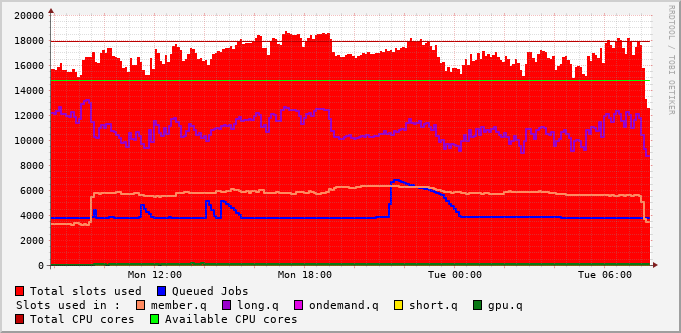 RRDTOOL / TOBI OETIKER
20000
18000
16000
14000
12000
10000
8000
6000
4000
2000
0
Mon 12:00 Mon 18:00 Tue 00:00 Tue 06:00
Total slots used Queued Jobs
Slots used in : member.q long.q ondemand.q short.q gpu.q
Total CPU cores Available CPU cores